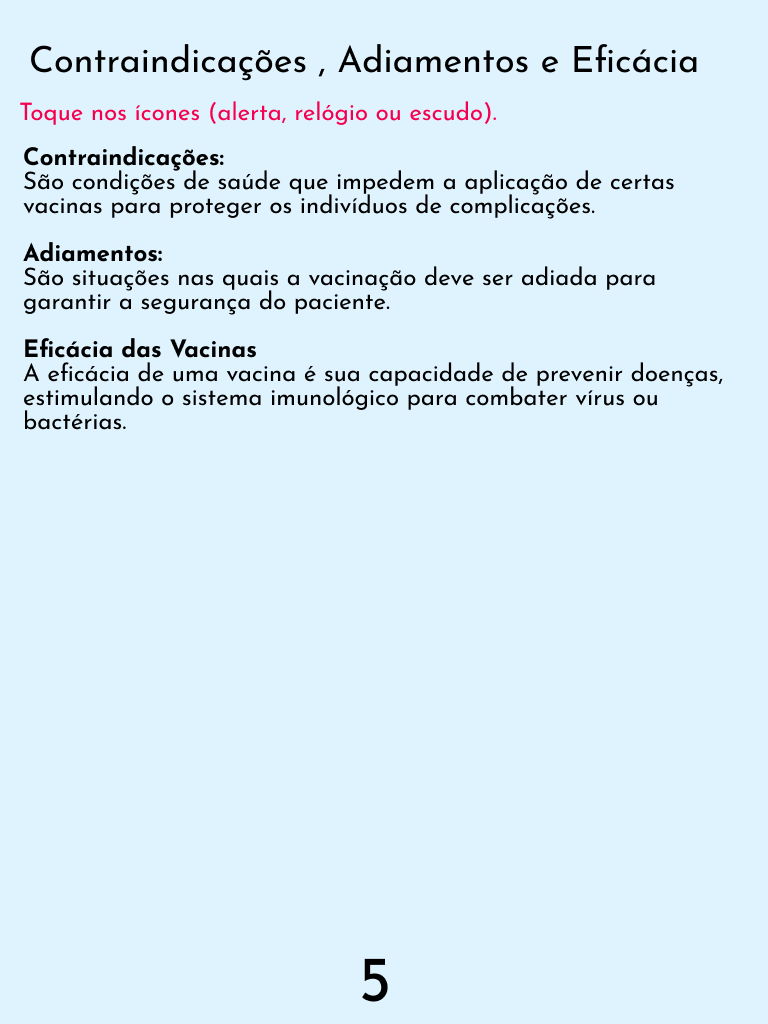 Contraindicações , Adiamentos e Eficácia
Toque nos ícones (alerta, relógio ou escudo).
Contraindicações:
São condições de saúde que impedem a aplicação de certas
vacinas para proteger os indivíduos de complicações.
Adiamentos:
São situações nas quais a vacinação deve ser adiada para
garantir a segurança do paciente.
Eficácia das Vacinas
A eficácia de uma vacina é sua capacidade de prevenir doenças,
estimulando o sistema imunológico para combater vírus ou
bactérias.
5